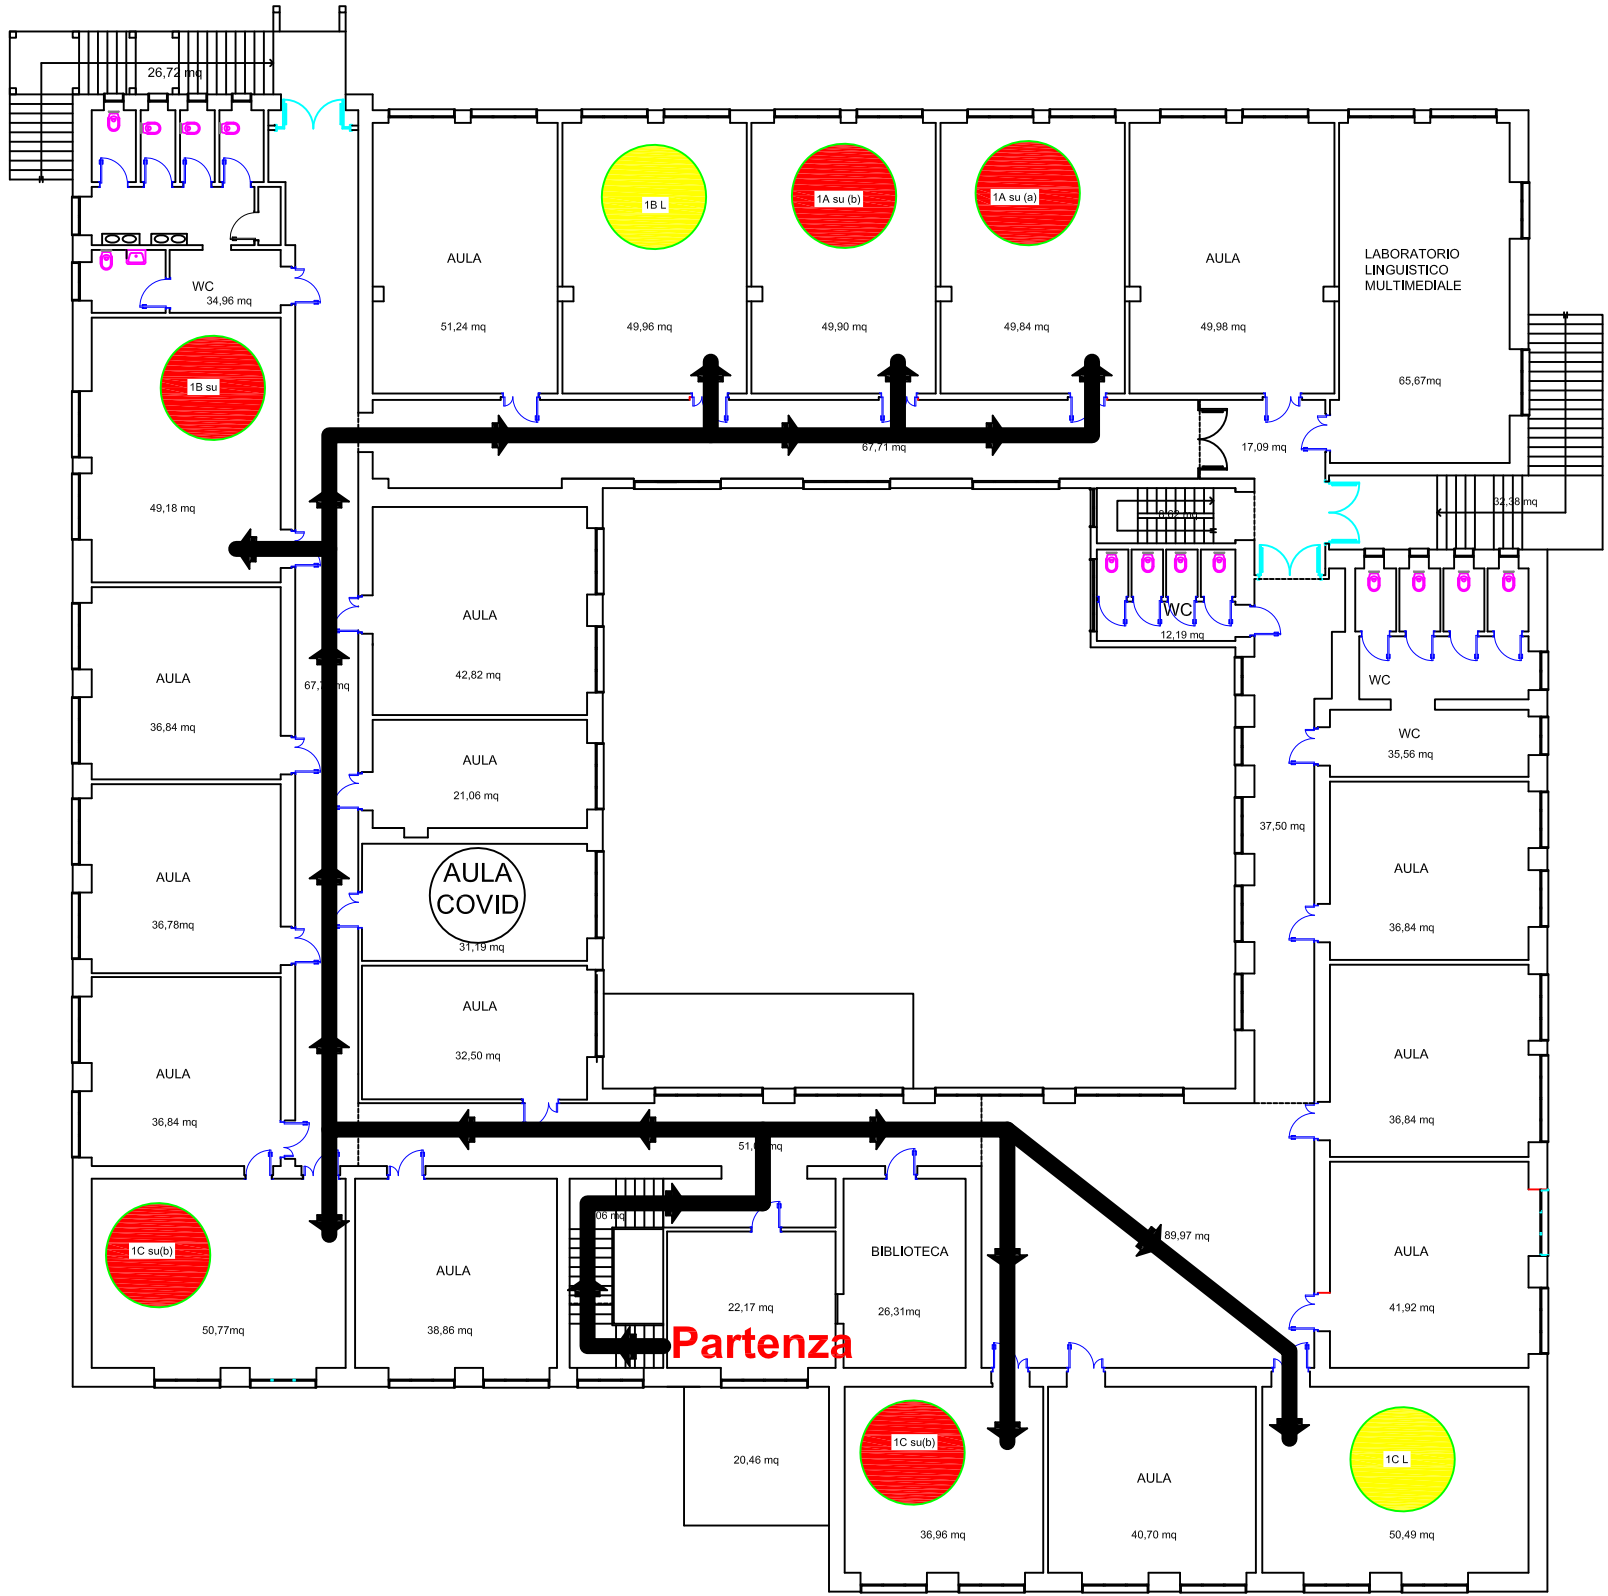 26,72 mq
1B L
1A su (b)
1A su (a)
AULA
AULA
LABORATORIO
LINGUISTICO
MULTIMEDIALE
WC
34,96 mq
51,24 mq
49,96 mq
49,90 mq
49,84 mq
49,98 mq
65,67mq
1B su
67,71 mq
17,09 mq
49,18 mq
32,38 mq
AULA
WC
12,19 mq
42,82 mq
AULA
WC
36,84 mq
WC
35,56 mq
AULA
21,06 mq
37,50 mq
AULA
COVID
31,19 mq
AULA
36,78mq
AULA
36,84 mq
AULA
32,50 mq
AULA
36,84 mq
AULA
36,84 mq
1C su(b)
50,77mq
AULA
38,86 mq
22,17 mq
BIBLIOTECA
26,31mq
89,97 mq
AULA
41,92 mq
Partenza
1C su(b)
36,96 mq
20,46 mq
AULA
40,70 mq
1C L
50,49 mq